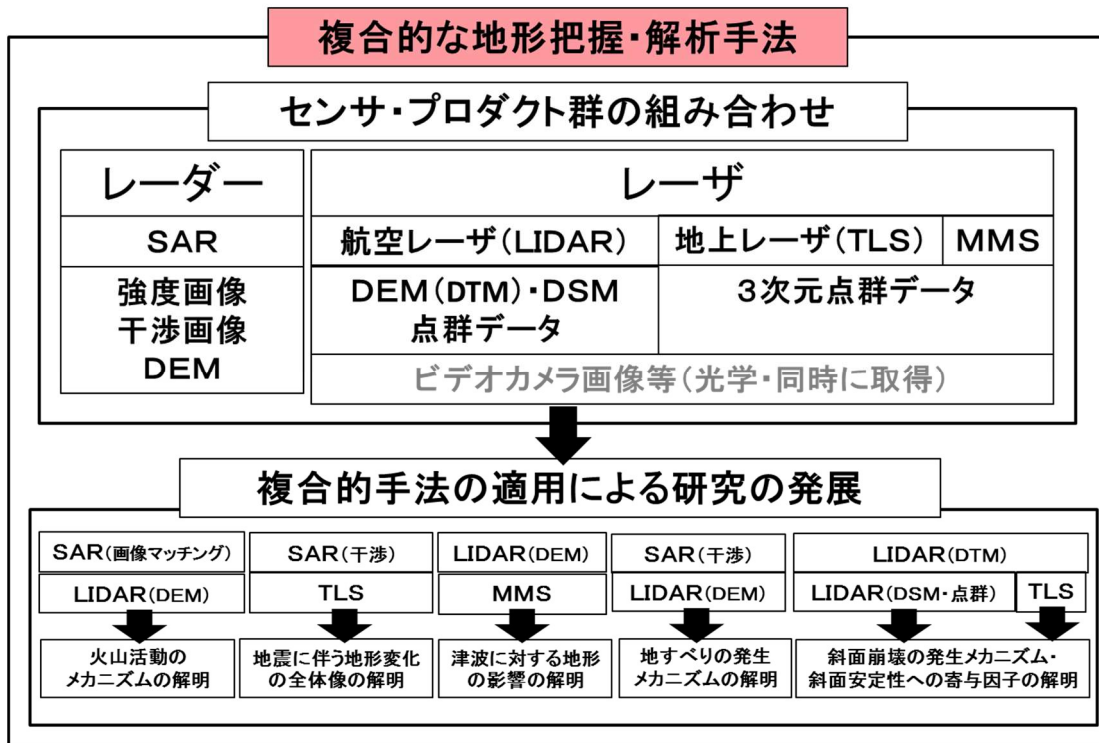 複合的な地形把握・解析手法
センサ・プロダクト群の組み合わせ
レーダー
レーザ
SAR
航空レーザ(LIDAR)
地上レーザ(TLS)
MMS
強度画像
干渉画像
DEM
DEM(DTM)・DSM
点群データ
3次元点群データ
ビデオカメラ画像等(光学・同時に取得)
複合的手法の適用による研究の発展
SAR(画像マッチング)
LIDAR(DEM)
火山活動の
メカニズムの解明
SAR(干渉)
TLS
地震に伴う地形変化
の全体像の解明
LIDAR(DEM)
MMS
津波に対する地形
の影響の解明
SAR(干渉)
LIDAR(DEM)
地すべりの発生
メカニズムの解明
LIDAR(DTM)
LIDAR(DSM・点群)
TLS
斜面崩壊の発生メカニズム・
斜面安定性への寄与因子の解明